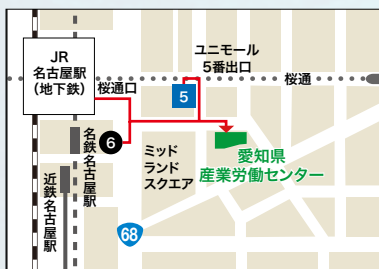 JR
名古屋駅
（地下鉄）
桜通口
ユニモール
5番出口
5
桜通
6
名鉄名古屋駅
近鉄名古屋駅
ミッド
ランド
スクエア
愛知県
産業労働センター
68